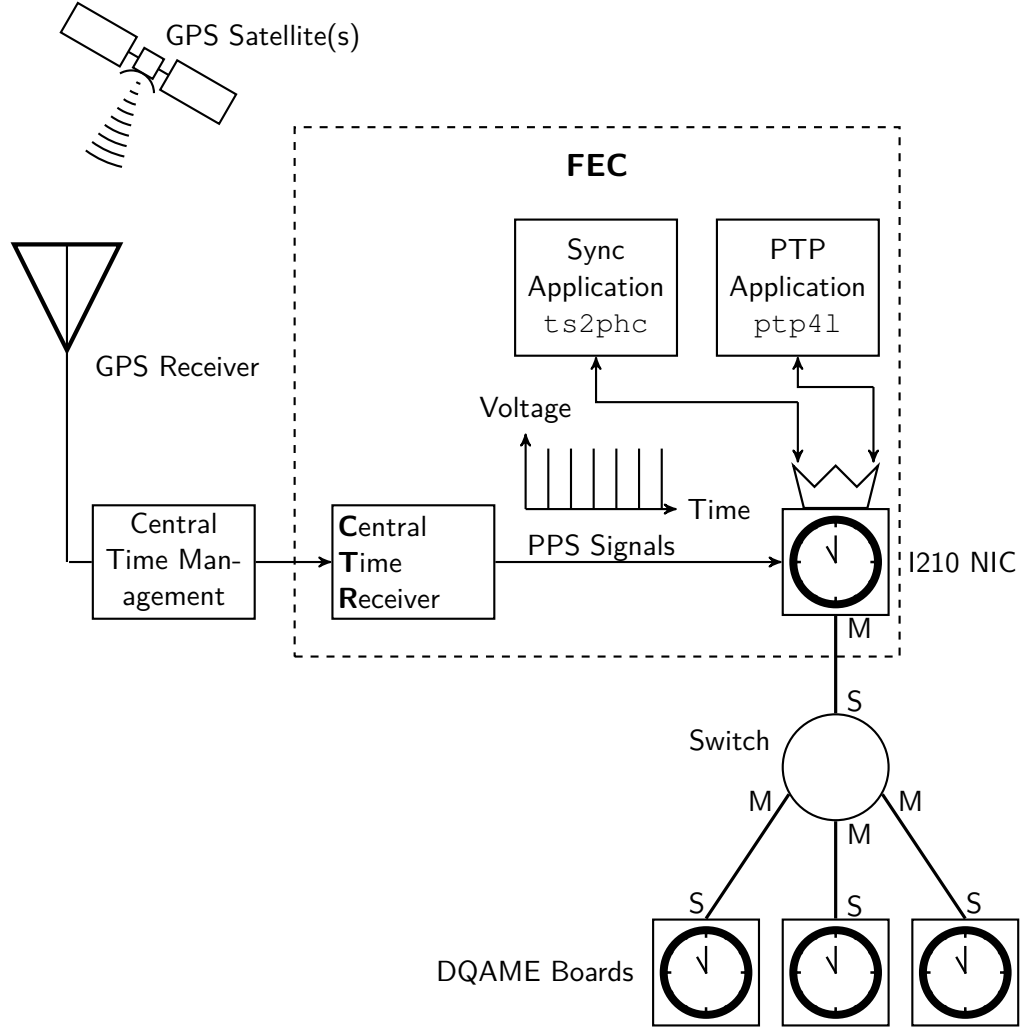 GPS Satellite(s)
FEC
Sync
Application
ts2phc
PTP
Application
ptp4l
GPS Receiver
Voltage
Time
PPS Signals
Central
Time Man-
agement
Central
Time
Receiver
I210 NIC
M
S
Switch
M
M
M
S
S
S
DQAME Boards